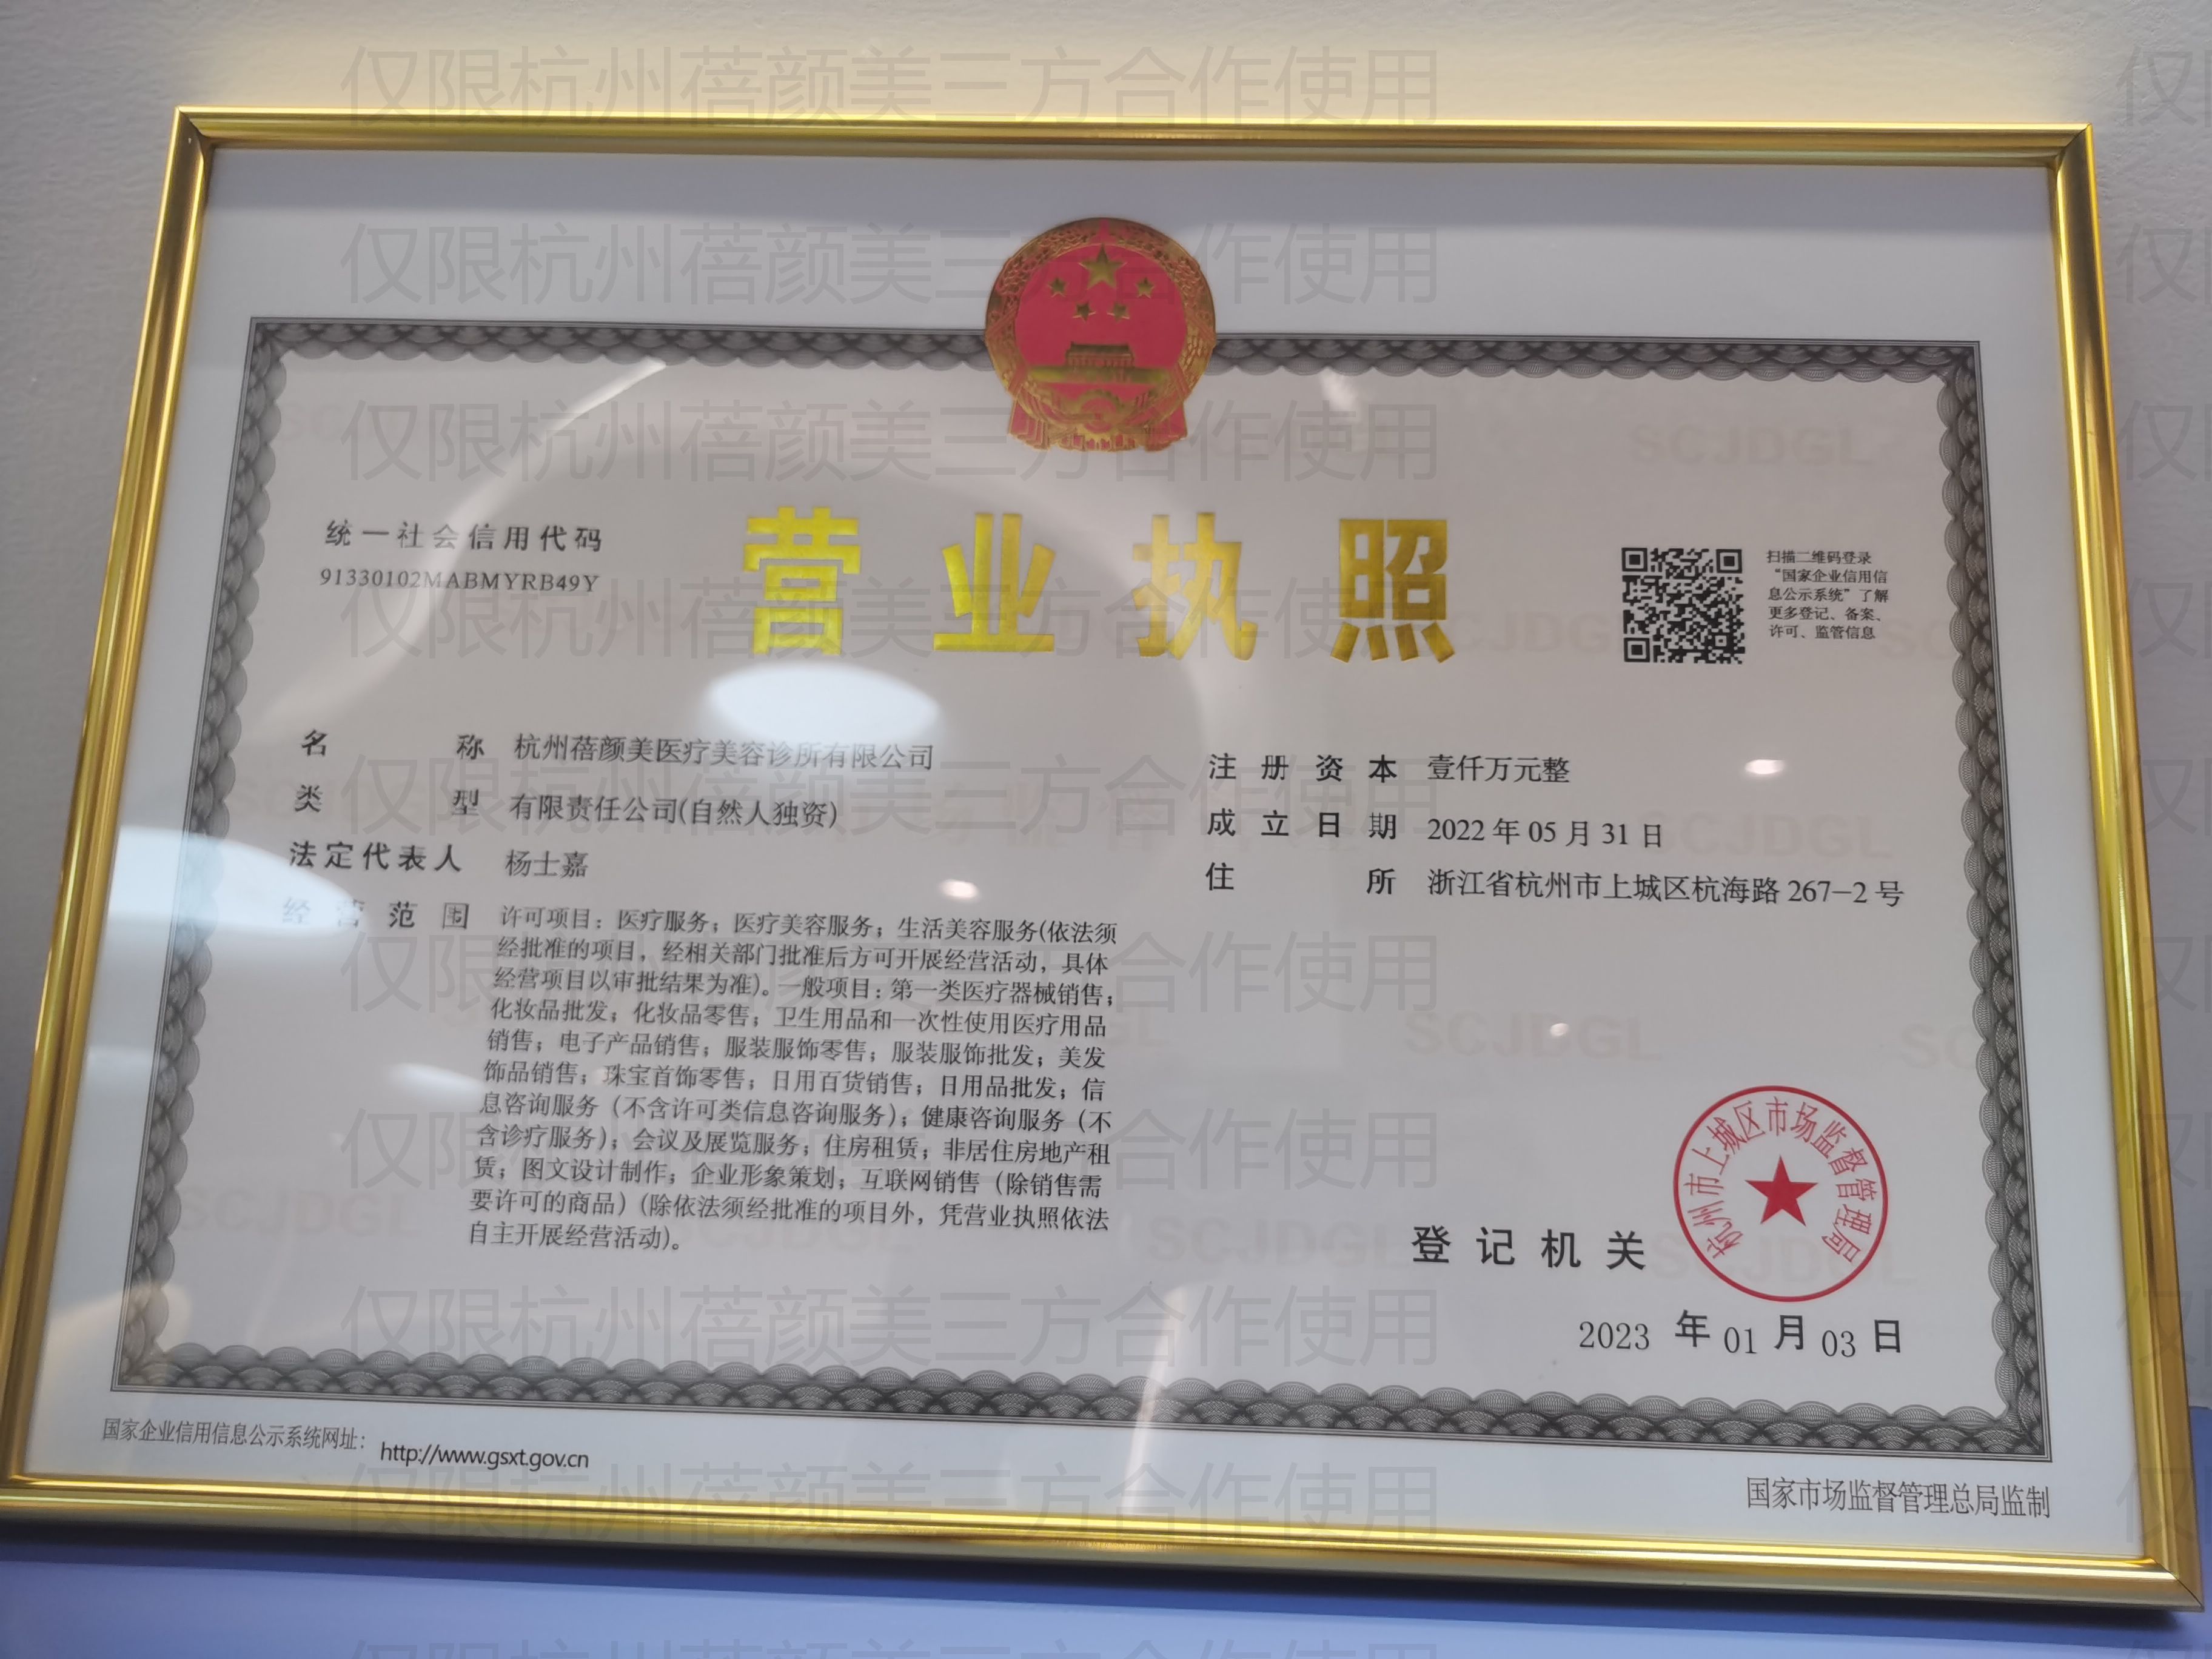 仅限杭州蓓颜美三方合作使用
统一社会信用代码
91330102MABMYRB49Y
营业执照
扫描二维码登录
“国家企业信用信
息公示系统”了解
更多登记、备案、
许可、监管信息
名称 杭州蓓颜美医疗美容诊所有限公司
类型 有限责任公司(自然人独资)
法定代表人 杨士嘉
经营范围 许可项目：医疗服务；医疗美容服务；生活美容服务(依法须
经批准的项目，经相关部门批准后方可开展经营活动，具体
经营项目以审批结果为准)。一般项目：第一类医疗器械销售；
化妆品批发；化妆品零售；卫生用品和一次性使用医疗用品
销售；电子产品销售；服装服饰零售；服装服饰批发；美发
饰品销售；珠宝首饰零售；日用百货销售；日用品批发；信
息咨询服务（不含许可类信息咨询服务）；健康咨询服务（不
含诊疗服务）；会议及展览服务；住房租赁；非居住房地产租
赁；图文设计制作；企业形象策划；互联网销售（除销售需
要许可的商品）(除依法须经批准的项目外，凭营业执照依法
自主开展经营活动)。
注册资本 壹仟万元整
成立日期 2022年05月31日
住所 浙江省杭州市上城区杭海路267-2号
SCJDGL
杭州市上城区市场监督管理局
登记机关
2023年01月03日
国家企业信用信息公示系统网址：http://www.gsxt.gov.cn
国家市场监督管理总局监制